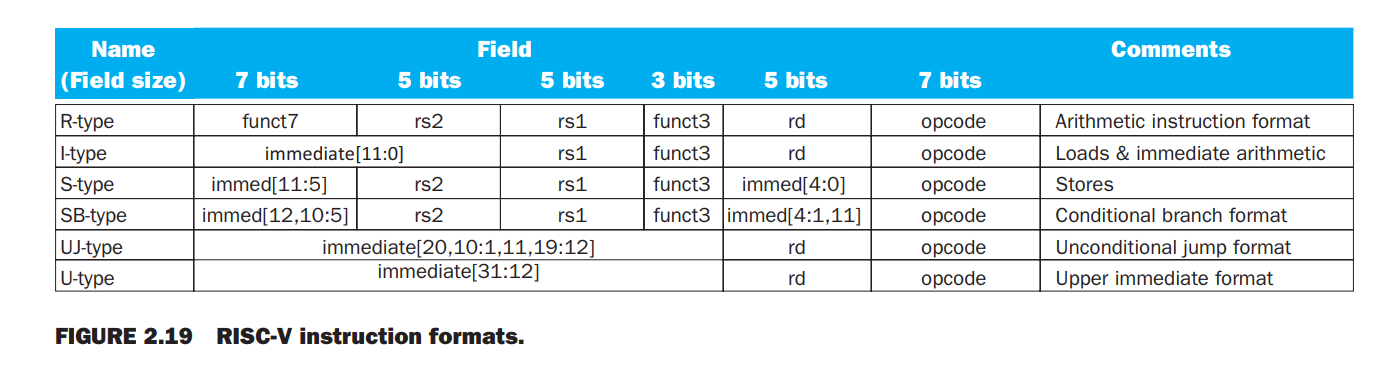 Name Field Comments
(Field size) 7 bits 5 bits 5 bits 3 bits 5 bits 7 bits
R-type funct7 rs2 rs1 funct3 rd opcode Arithmetic instruction format
I-type immediate[11:0] rs1 funct3 rd opcode Loads & immediate arithmetic
S-type immed[11:5] rs2 rs1 funct3 immed[4:0] opcode Stores
SB-type immed[12,10:5] rs2 rs1 funct3 immed[4:1,11] opcode Conditional branch format
UJ-type immediate[20,10:1,11,19:12] rd opcode Unconditional jump format
U-type immediate[31:12] rd opcode Upper immediate format
FIGURE 2.19 RISC-V instruction formats.